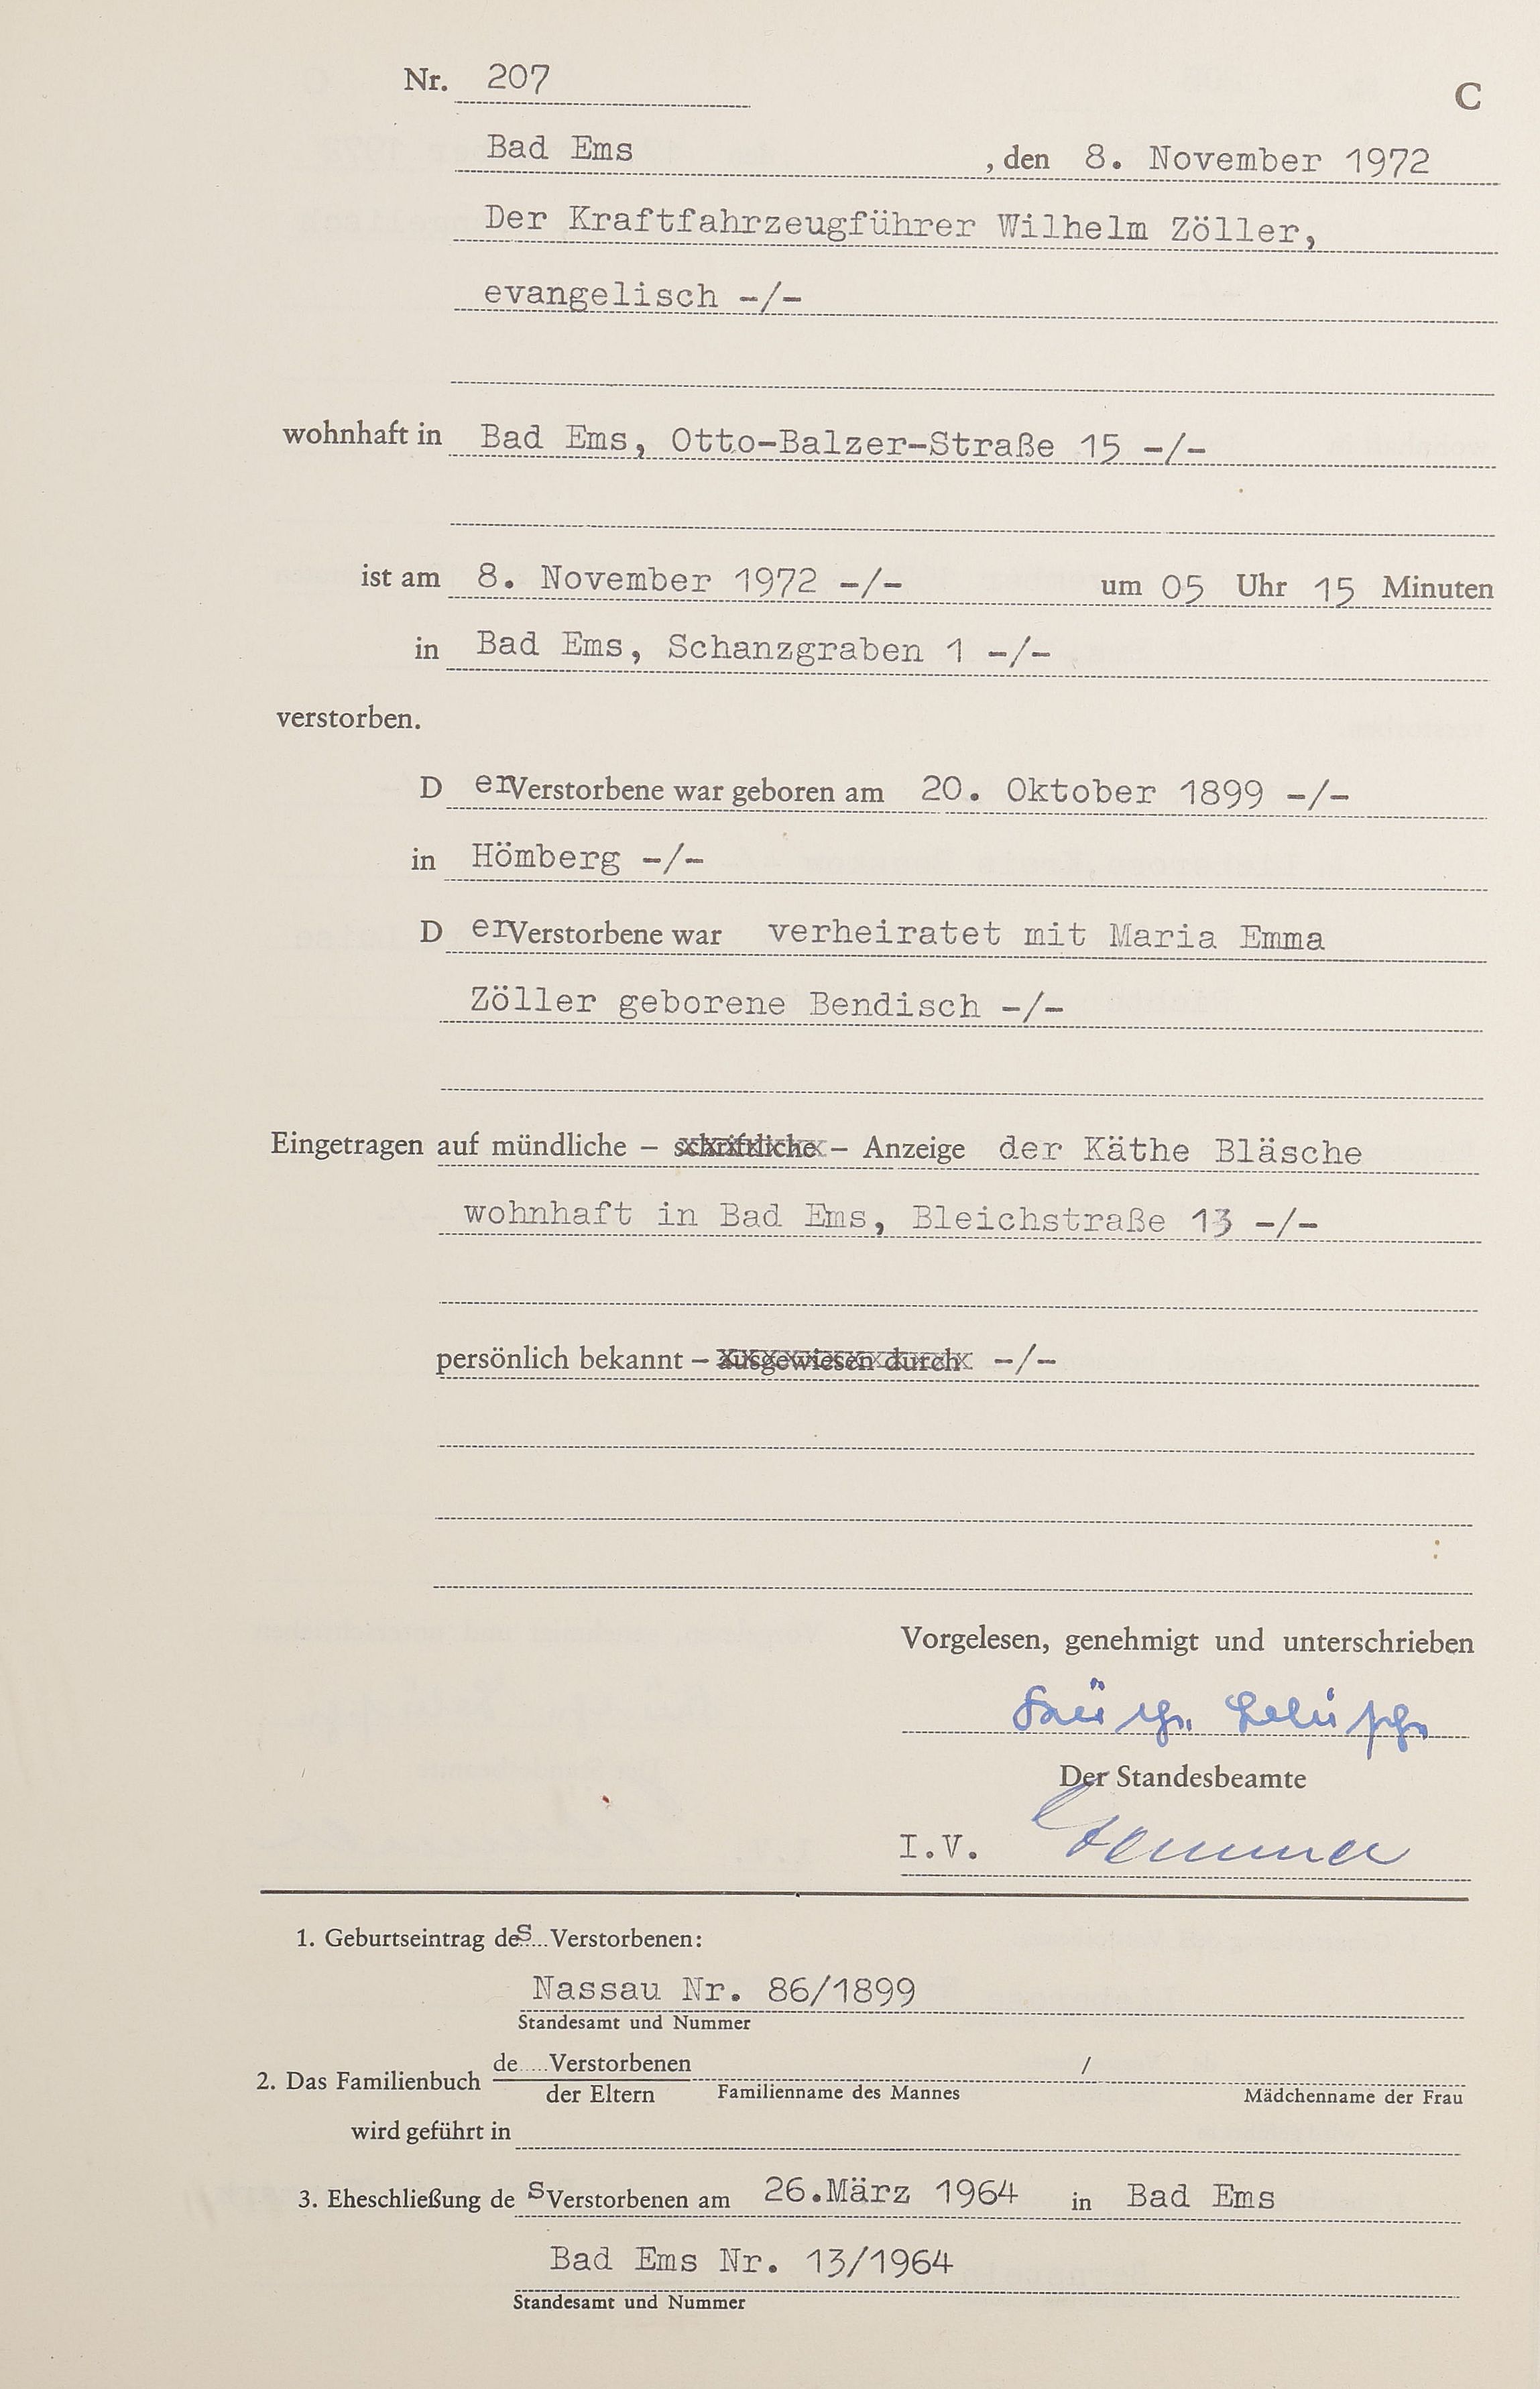 Nr. 207
C
Bad Ems, den 8. November 1972
Der Kraftfahrzeugführer Wilhelm Zöller,
evangelisch -/-
wohnhaft in Bad Ems, Otto-Balzer-Straße 15 -/-
ist am 8. November 1972 -/- um 05 Uhr 15 Minuten
in Bad Ems, Schanzgraben 1 -/-
verstorben.
D er Verstorbene war geboren am 20. Oktober 1899 -/-
in Hömberg -/-
D er Verstorbene war verheiratet mit Maria Emma
Zöller geborene Bendisch -/-
Eingetragen auf mündliche – schriftliche – Anzeige der Käthe Bläsche
wohnhaft in Bad Ems, Bleichstraße 13 -/-
persönlich bekannt – ausgewiesen durch -/-
Vorgelesen, genehmigt und unterschrieben
Der Standesbeamte
I.V.
1. Geburtseintrag des Verstorbenen:
Nassau Nr. 86/1899
Standesamt und Nummer
de.....Verstorbenen /
2. Das Familienbuch
der Eltern Familienname des Mannes Mädchenname der Frau
wird geführt in
3. Eheschließung de s Verstorbenen am 26.März 1964 in Bad Ems
Bad Ems Nr. 13/1964
Standesamt und Nummer